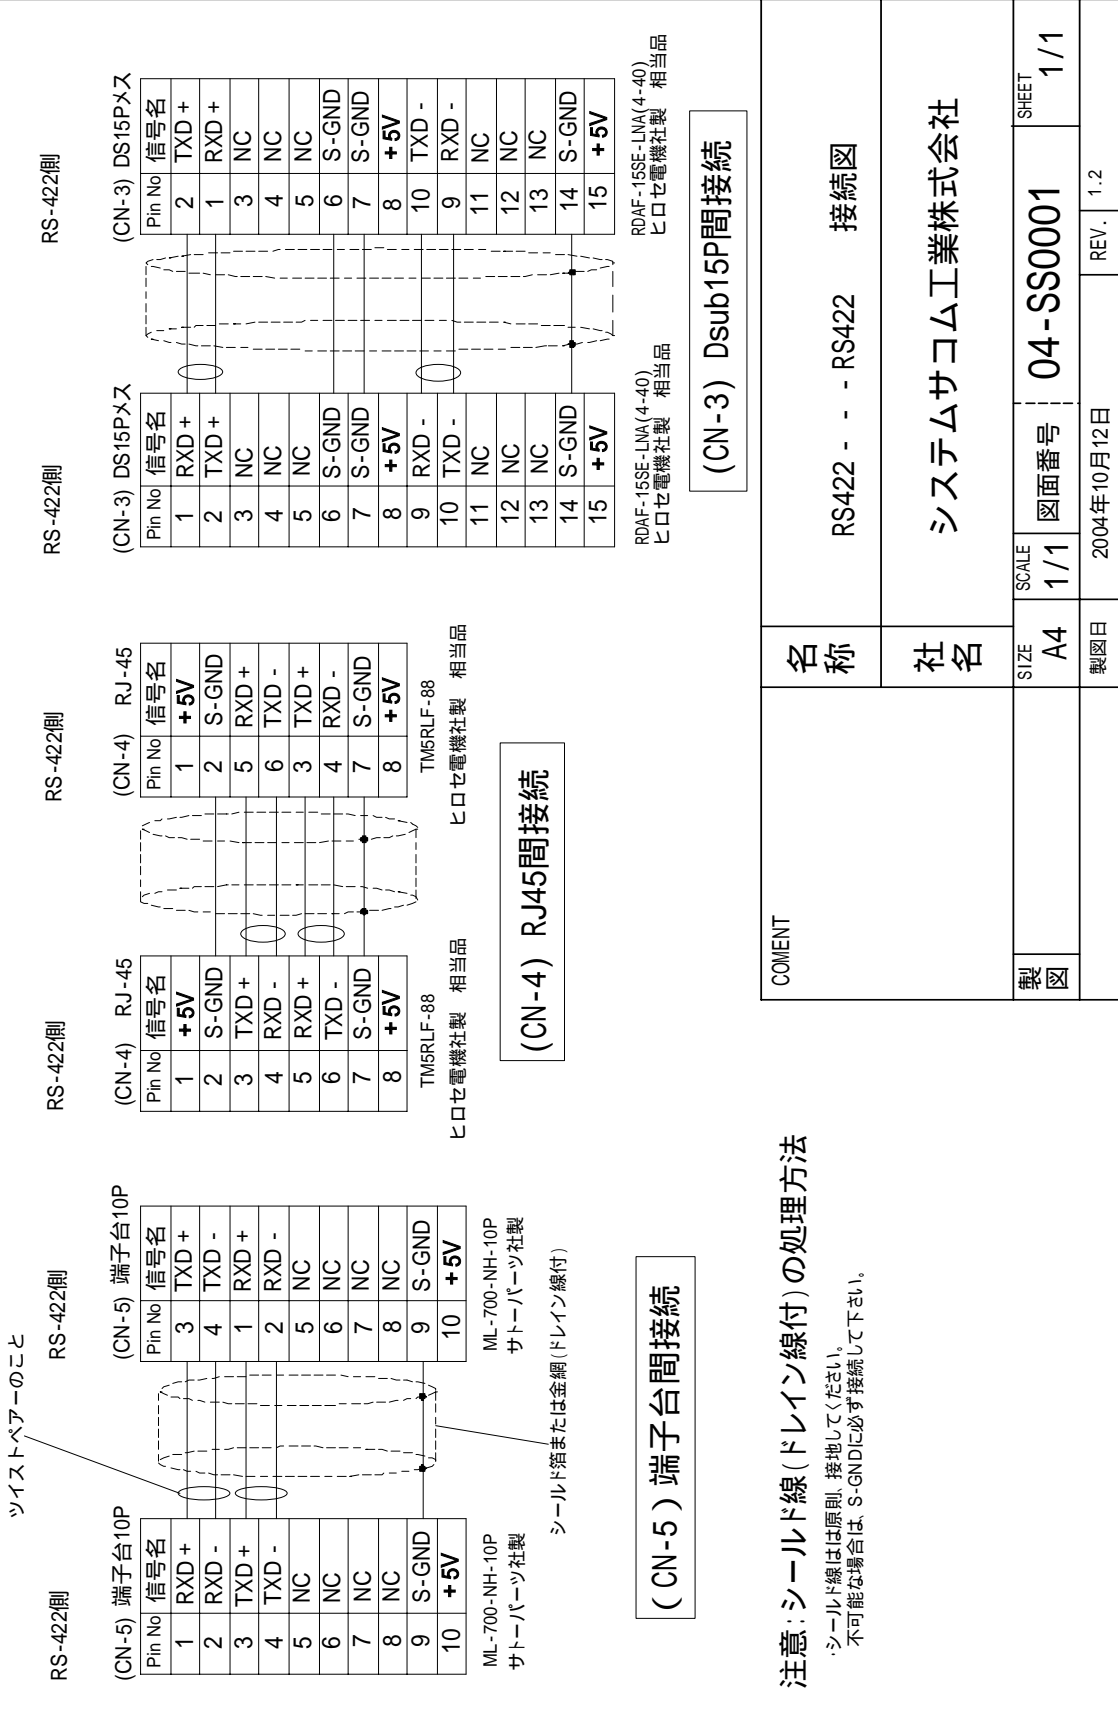 ツイストペアーのこと
RS-422側
RS-422側
(CN-5) 端子台10P
(CN-5) 端子台10P
Pin No 信号名
1 RXD+
2 RXD-
3 TXD+
4 TXD-
5 NC
6 NC
7 NC
8 NC
9 S-GND
10 +5V
Pin No 信号名
3 TXD+
4 TXD-
1 RXD+
2 RXD-
5 NC
6 NC
7 NC
8 NC
9 S-GND
10 +5V
ML-700-NH-10P
サトーパーツ社製
ML-700-NH-10P
サトーパーツ社製
シールド箔または金網(ドレイン線付)
(CN-5)端子台間接続
RS-422側
RS-422側
(CN-4) RJ-45
(CN-4) RJ-45
Pin No 信号名
1 +5V
2 S-GND
3 TXD+
4 RXD-
5 RXD+
6 TXD-
7 S-GND
8 +5V
Pin No 信号名
1 +5V
2 S-GND
5 RXD+
6 TXD-
3 TXD+
4 RXD-
7 S-GND
8 +5V
TM5RLF-88
ヒロセ電機社製 相当品
TM5RLF-88
ヒロセ電機社製 相当品
(CN-4) RJ45間接続
RS-422側
RS-422側
(CN-3) DS15Pメス
(CN-3) DS15Pメス
Pin No 信号名
1 RXD+
2 TXD+
3 NC
4 NC
5 NC
6 S-GND
7 S-GND
8 +5V
9 RXD-
10 TXD-
11 NC
12 NC
13 NC
14 S-GND
15 +5V
Pin No 信号名
2 TXD+
1 RXD+
3 NC
4 NC
5 NC
6 S-GND
7 S-GND
8 +5V
10 TXD-
9 RXD-
11 NC
12 NC
13 NC
14 S-GND
15 +5V
RDAF-15SE-LNA(4-40)
ヒロセ電機社製 相当品
RDAF-15SE-LNA(4-40)
ヒロセ電機社製 相当品
(CN-3) Dsub15P間接続
注意:シールド線(ドレイン線付)の処理方法
・シールド線はは原則、接地してください。
不可能な場合は、S-GNDに必ず接続して下さい。
COMENT
製図
名称 RS422 - - - RS422 接続図
社名 システムサコム工業株式会社
SIZE A4
SCALE 1/1
図面番号 04-SS0001
SHEET 1/1
製図日 2004年10月12日
REV. 1.2